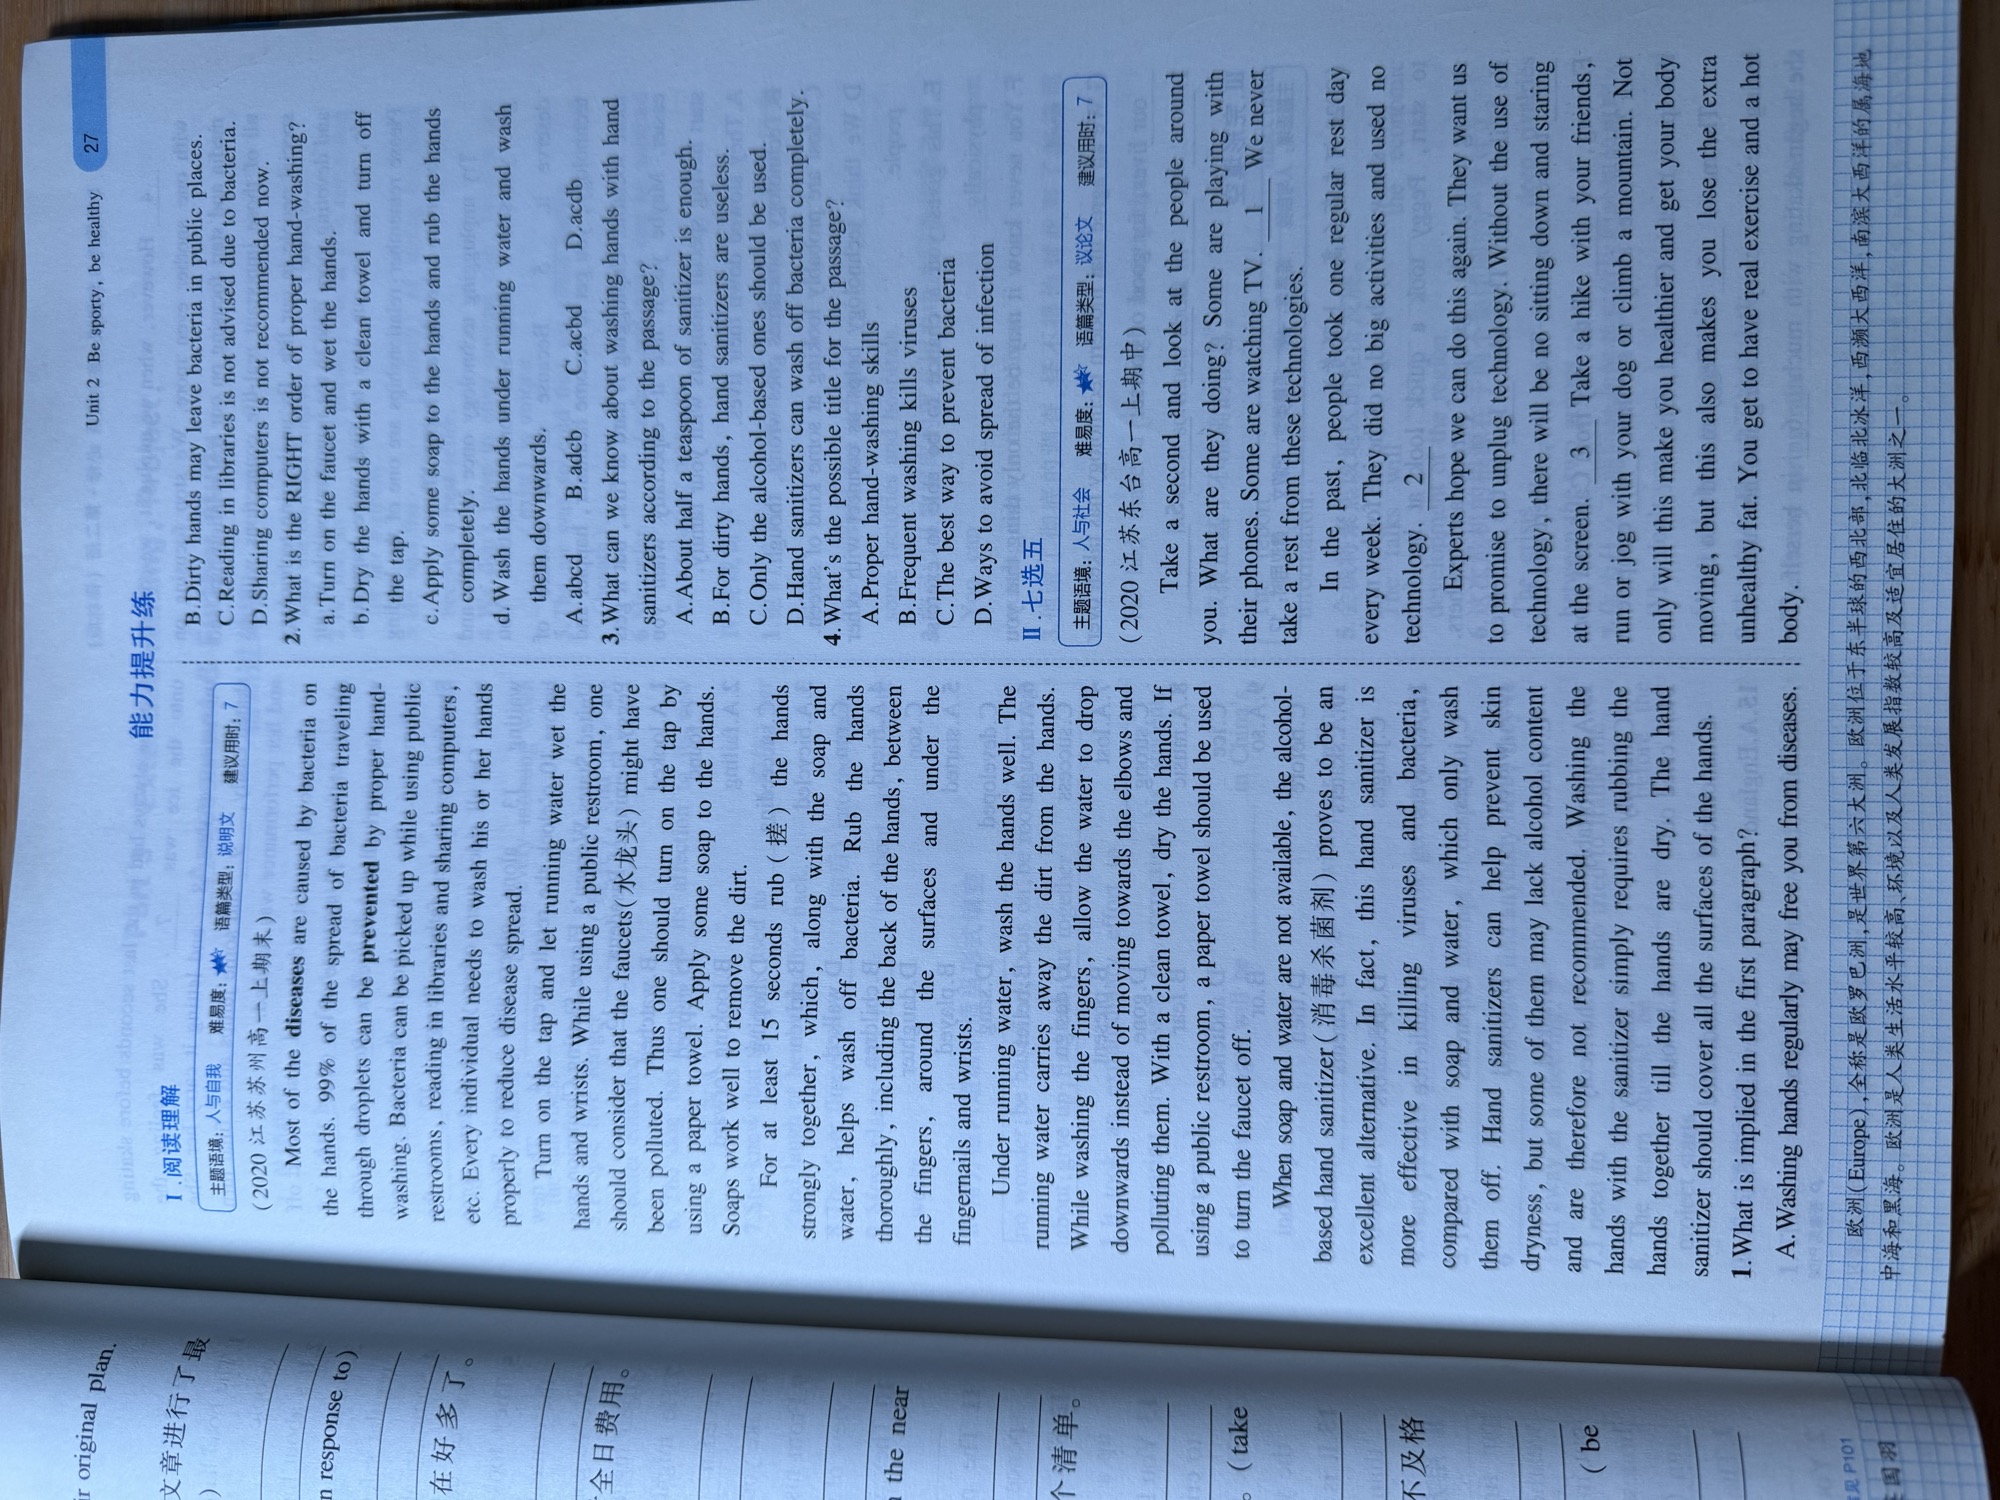 ir original plan.
文章进行了最
)
n response to)
在好多了。
全日费用。
n the near
个清单。
。(take
不及格
( be
见 P101
国羽
Unit 2 Be sporty, be healthy 27
能力提升练
Ⅰ.阅读理解
主题语境:人与自我 难易度:★★ 语篇类型:说明文 建议用时:7
(2020 江苏苏州高一上期末)
Most of the diseases are caused by bacteria on
the hands. 99% of the spread of bacteria traveling
through droplets can be prevented by proper hand-
washing. Bacteria can be picked up while using public
restrooms, reading in libraries and sharing computers,
etc. Every individual needs to wash his or her hands
properly to reduce disease spread.
Turn on the tap and let running water wet the
hands and wrists. While using a public restroom, one
should consider that the faucets(水龙头) might have
been polluted. Thus one should turn on the tap by
using a paper towel. Apply some soap to the hands.
Soaps work well to remove the dirt.
For at least 15 seconds rub (搓) the hands
strongly together, which, along with the soap and
water, helps wash off bacteria. Rub the hands
thoroughly, including the back of the hands, between
the fingers, around the surfaces and under the
fingernails and wrists.
Under running water, wash the hands well. The
running water carries away the dirt from the hands.
While washing the fingers, allow the water to drop
downwards instead of moving towards the elbows and
polluting them. With a clean towel, dry the hands. If
using a public restroom, a paper towel should be used
to turn the faucet off.
When soap and water are not available, the alcohol-
based hand sanitizer(消毒杀菌剂) proves to be an
excellent alternative. In fact, this hand sanitizer is
more effective in killing viruses and bacteria,
compared with soap and water, which only wash
them off. Hand sanitizers can help prevent skin
dryness, but some of them may lack alcohol content
and are therefore not recommended. Washing the
hands with the sanitizer simply requires rubbing the
hands together till the hands are dry. The hand
sanitizer should cover all the surfaces of the hands.
1.What is implied in the first paragraph?
A.Washing hands regularly may free you from diseases.
B.Dirty hands may leave bacteria in public places.
C.Reading in libraries is not advised due to bacteria.
D.Sharing computers is not recommended now.
2.What is the RIGHT order of proper hand-washing?
a.Turn on the faucet and wet the hands.
b.Dry the hands with a clean towel and turn off
the tap.
c.Apply some soap to the hands and rub the hands
completely.
d.Wash the hands under running water and wash
them downwards.
A.abcd B.adcb C.acbd D.acdb
3.What can we know about washing hands with hand
sanitizers according to the passage?
A.About half a teaspoon of sanitizer is enough.
B.For dirty hands, hand sanitizers are useless.
C.Only the alcohol-based ones should be used.
D.Hand sanitizers can wash off bacteria completely.
4.What's the possible title for the passage?
A.Proper hand-washing skills
B.Frequent washing kills viruses
C.The best way to prevent bacteria
D.Ways to avoid spread of infection
Ⅱ.七选五
主题语境:人与社会 难易度:★★ 语篇类型:议论文 建议用时:7
(2020 江苏东台高一上期中)
Take a second and look at the people around
you. What are they doing? Some are playing with
their phones. Some are watching TV. 1 We never
take a rest from these technologies.
In the past, people took one regular rest day
every week. They did no big activities and used no
technology. 2
Experts hope we can do this again. They want us
to promise to unplug technology. Without the use of
technology, there will be no sitting down and staring
at the screen. 3 Take a hike with your friends,
run or jog with your dog or climb a mountain. Not
only will this make you healthier and get your body
moving, but this also makes you lose the extra
unhealthy fat. You get to have real exercise and a hot
body.
欧洲(Europe),全称是欧罗巴洲,是世界第六大洲。欧洲位于东半球的西北部,北临北冰洋,西濒大西洋,南滨大西洋的属海地
中海和黑海。欧洲是人类生活水平较高、环境以及人类发展指数较高及适宜居住的大洲之一。